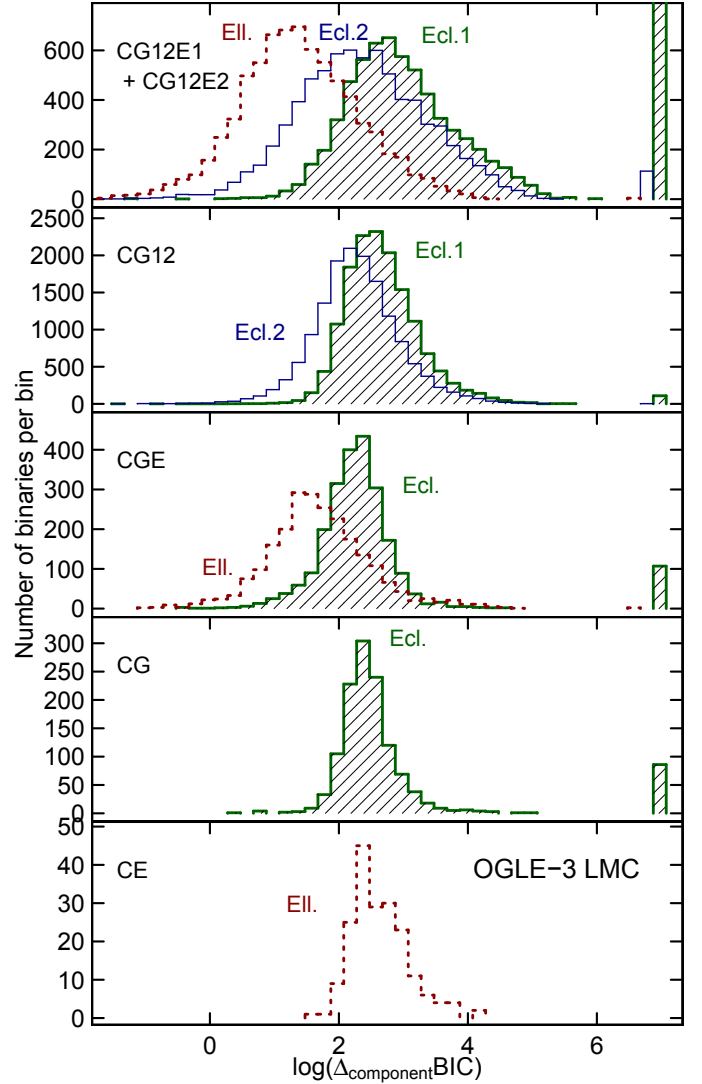 Ell.
Ecl.2
Ecl.1
CG12E1
+ CG12E2
600
400
200
0
2500
2000
1500
1000
500
0
CG12
Ecl.1
Ecl.2
400
300
200
100
0
CGE
Ecl.
Ell.
Number of binaries per bin
300
250
200
150
100
50
0
CG
Ecl.
50
40
30
20
10
0
CE
OGLE−3 LMC
Ell.
0 2 4 6
log(ΔcomponentBIC)